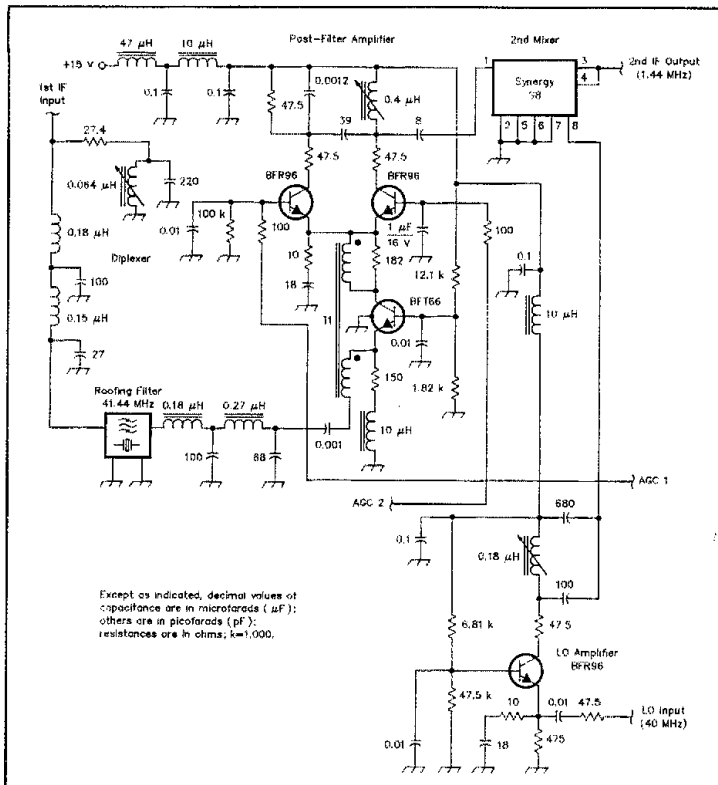 Post-Filter Amplifier
2nd Mixer
+15 V
47 µH
10 µH
0.1
0.1
1st IF
Input
47.5
0.0012
0.4 µH
39
8
1
Synergy
S8
3
4
2
5
6
7
8
2nd IF Output
(1.44 MHz)
27.4
0.064 µH
220
47.5
47.5
BFR96
BFR96
100 k
0.01
100
10
18
1 µF
16 V
100
0.18 µH
Diplexer
100
0.15 µH
27
182
12.1 k
T1
BFT66
0.01
0.1
10 µH
150
1.82 k
Roofing Filter
41.44 MHz
0.18 µH
0.27 µH
100
68
0.001
10 µH
AGC 1
AGC 2
680
0.1
0.18 µH
100
Except as indicated, decimal values of
capacitance are in microfarads (µF);
others are in picofarads (pF);
resistances are in ohms; k=1,000.
6.81 k
47.5
LO Amplifier
BFR96
47.5 k
10
0.01
47.5
LO Input
(40 MHz)
0.01
18
475